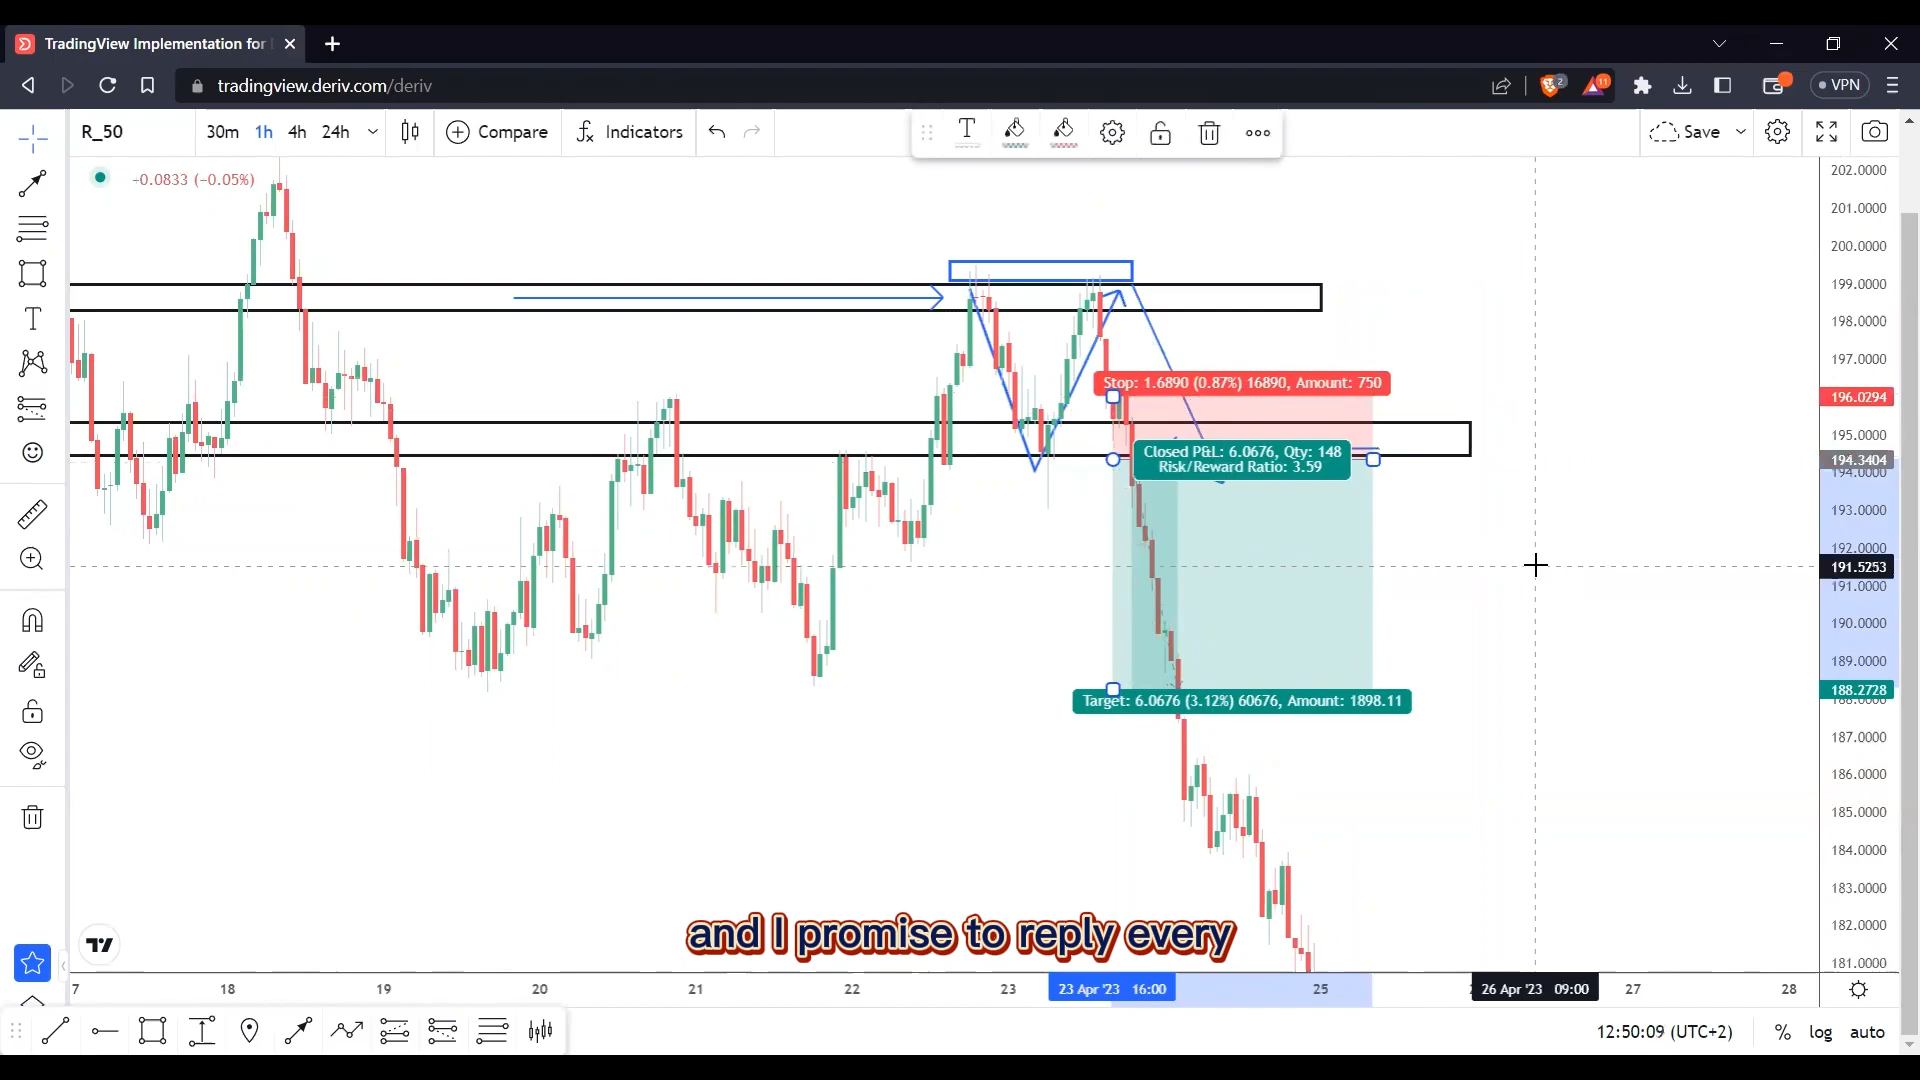 TradingView Implementation for
tradingview.deriv.com/deriv
2
11
VPN
R_50
30m 1h 4h 24h
Compare
Indicators
T
Save
−0.0833 (−0.05%)
202.0000
201.0000
200.0000
199.0000
198.0000
197.0000
Stop: 1.6890 (0.87%) 16890, Amount: 750
196.0294
195.0000
Closed P&L: 6.0676, Qty: 148
Risk/Reward Ratio: 3.59
194.3404
194.0000
193.0000
192.0000
191.5253
191.0000
190.0000
189.0000
188.2728
188.0000
Target: 6.0676 (3.12%) 60676, Amount: 1898.11
187.0000
186.0000
185.0000
184.0000
183.0000
182.0000
181.0000
and I promise to reply every
7 18 19 20 21 22 23 23 Apr '23 16:00 25 26 Apr '23 09:00 27 28
12:50:09 (UTC+2)
% log auto